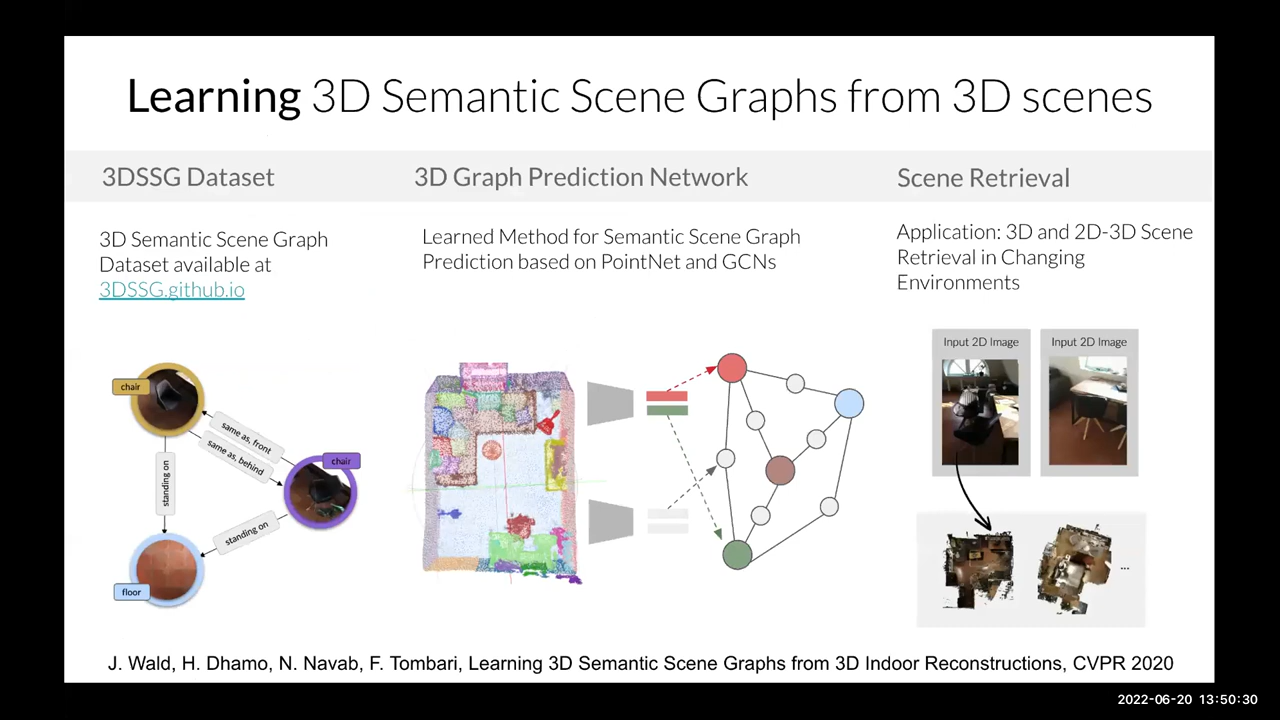 Learning 3D Semantic Scene Graphs from 3D scenes
3DSSG Dataset
3D Graph Prediction Network
Scene Retrieval
3D Semantic Scene Graph
Dataset available at
3DSSG.github.io
Learned Method for Semantic Scene Graph
Prediction based on PointNet and GCNs
Application: 3D and 2D-3D Scene
Retrieval in Changing
Environments
chair
same as, front
same as, behind
chair
standing on
standing on
floor
Input 2D Image
Input 2D Image
...
J. Wald, H. Dhamo, N. Navab, F. Tombari, Learning 3D Semantic Scene Graphs from 3D Indoor Reconstructions, CVPR 2020
2022-06-20 13:50:30